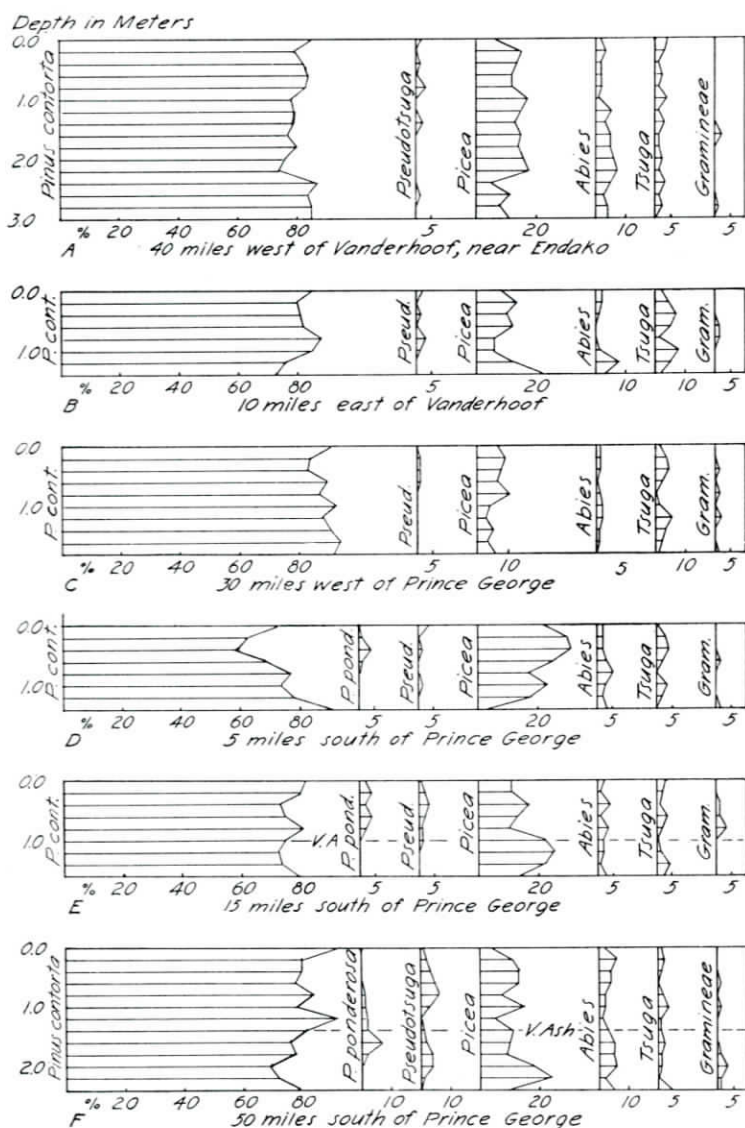 Depth in Meters
0.0
1.0
2.0
3.0
Pinus contorta
Pseudotsuga
Picea
Abies
Tsuga
Gramineae
% 20 40 60 80 5 20 10 5 5
A 40 miles west of Vanderhoof, near Endako
0.0
1.0
P. cont.
Pseud.
Picea
Abies
Tsuga
Gram.
% 20 40 60 80 5 20 10 10 5
B 10 miles east of Vanderhoof
0.0
1.0
P. cont.
Pseud.
Picea
Abies
Tsuga
Gram.
% 20 40 60 80 5 10 5 10 5
C 30 miles west of Prince George
0.0
1.0
P. cont.
P. pond.
Pseud.
Picea
Abies
Tsuga
Gram.
% 20 40 60 80 5 5 20 5 5 5
D 5 miles south of Prince George
0.0
1.0
P. cont.
V.A
P. pond.
Pseud.
Picea
Abies
Tsuga
Gram.
% 20 40 60 80 5 5 20 5 5 5
E 15 miles south of Prince George
0.0
1.0
2.0
Pinus contorta
P. ponderosa
Pseudotsuga
Picea
V. Ash
Abies
Tsuga
Gramineae
% 20 40 60 80 10 10 20 10 5 5
F 50 miles south of Prince George